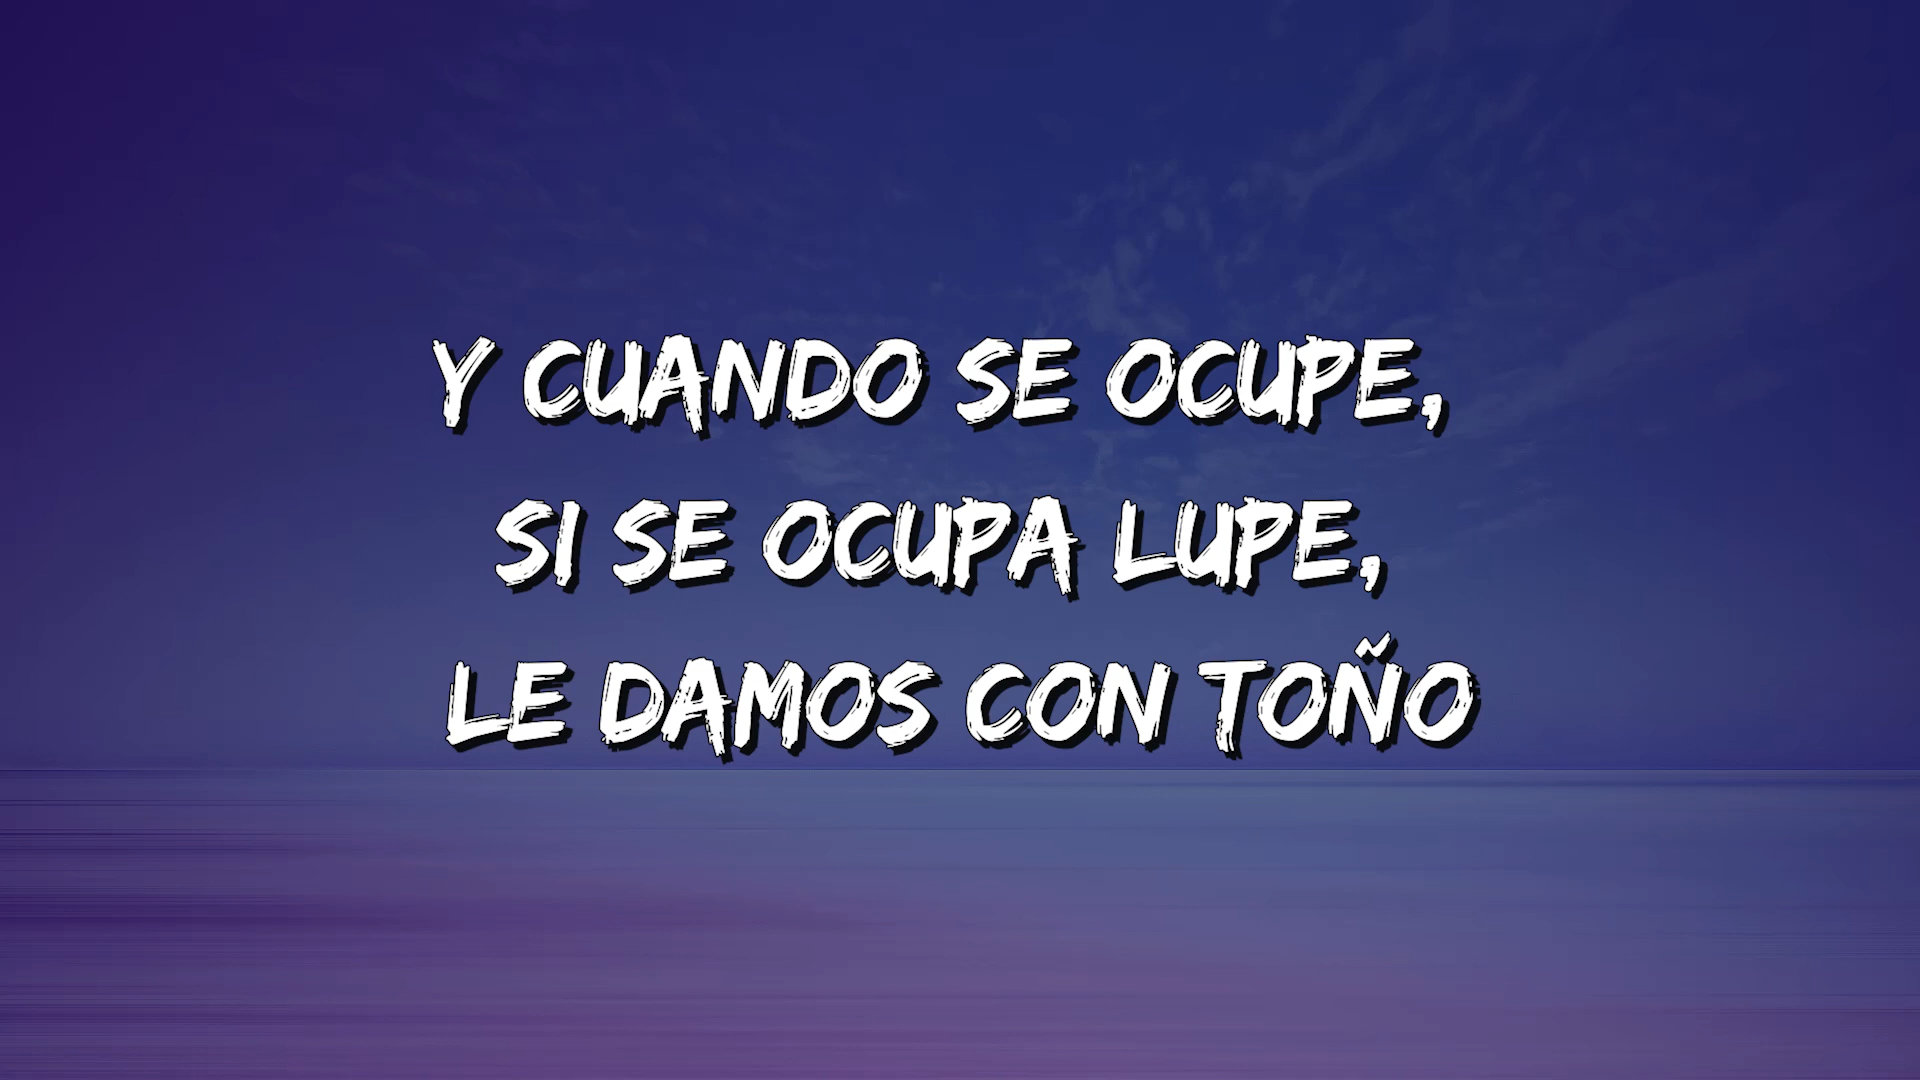 Y CUANDO SE OCUPE,
SI SE OCUPA LUPE,
LE DAMOS CON TOÑO